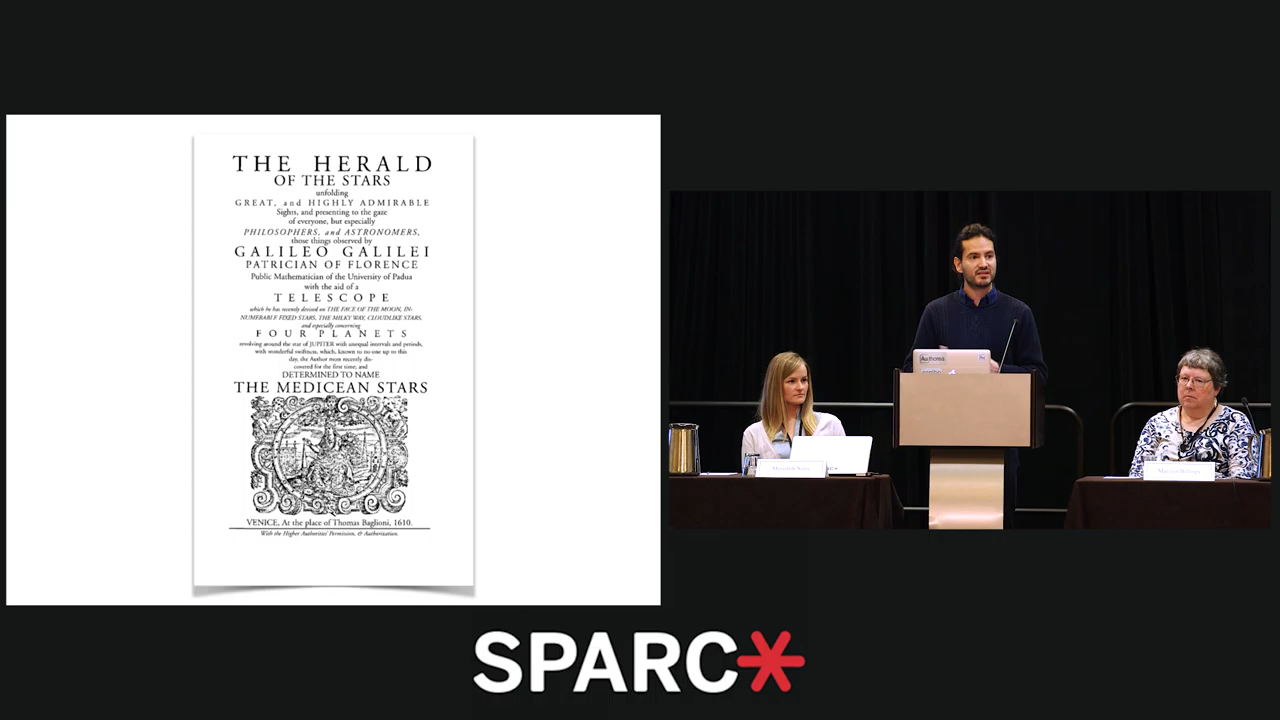 THE HERALD
OF THE STARS
unfolding
GREAT, and HIGHLY ADMIRABLE
Sights, and presenting to the gaze
of everyone, but especially
PHILOSOPHERS, and ASTRONOMERS,
those things observed by
GALILEO GALILEI
PATRICIAN OF FLORENCE
Public Mathematician of the University of Padua
with the aid of a
TELESCOPE
which he has recently devised on THE FACE OF THE MOON, IN-
NUMERABLE FIXED STARS, THE MILKY WAY, CLOUDLIKE STARS,
and especially concerning
FOUR PLANETS
revolving around the star of JUPITER with unequal intervals and periods,
with wonderful swiftness, which, known to no one up to this
day, the Author most recently dis-
covered for the first time; and
DETERMINED TO NAME
THE MEDICEAN STARS
VENICE, At the place of Thomas Baglioni, 1610.
With the Higher Authorities' Permission, & Authorization.
Authorea
SPARC*